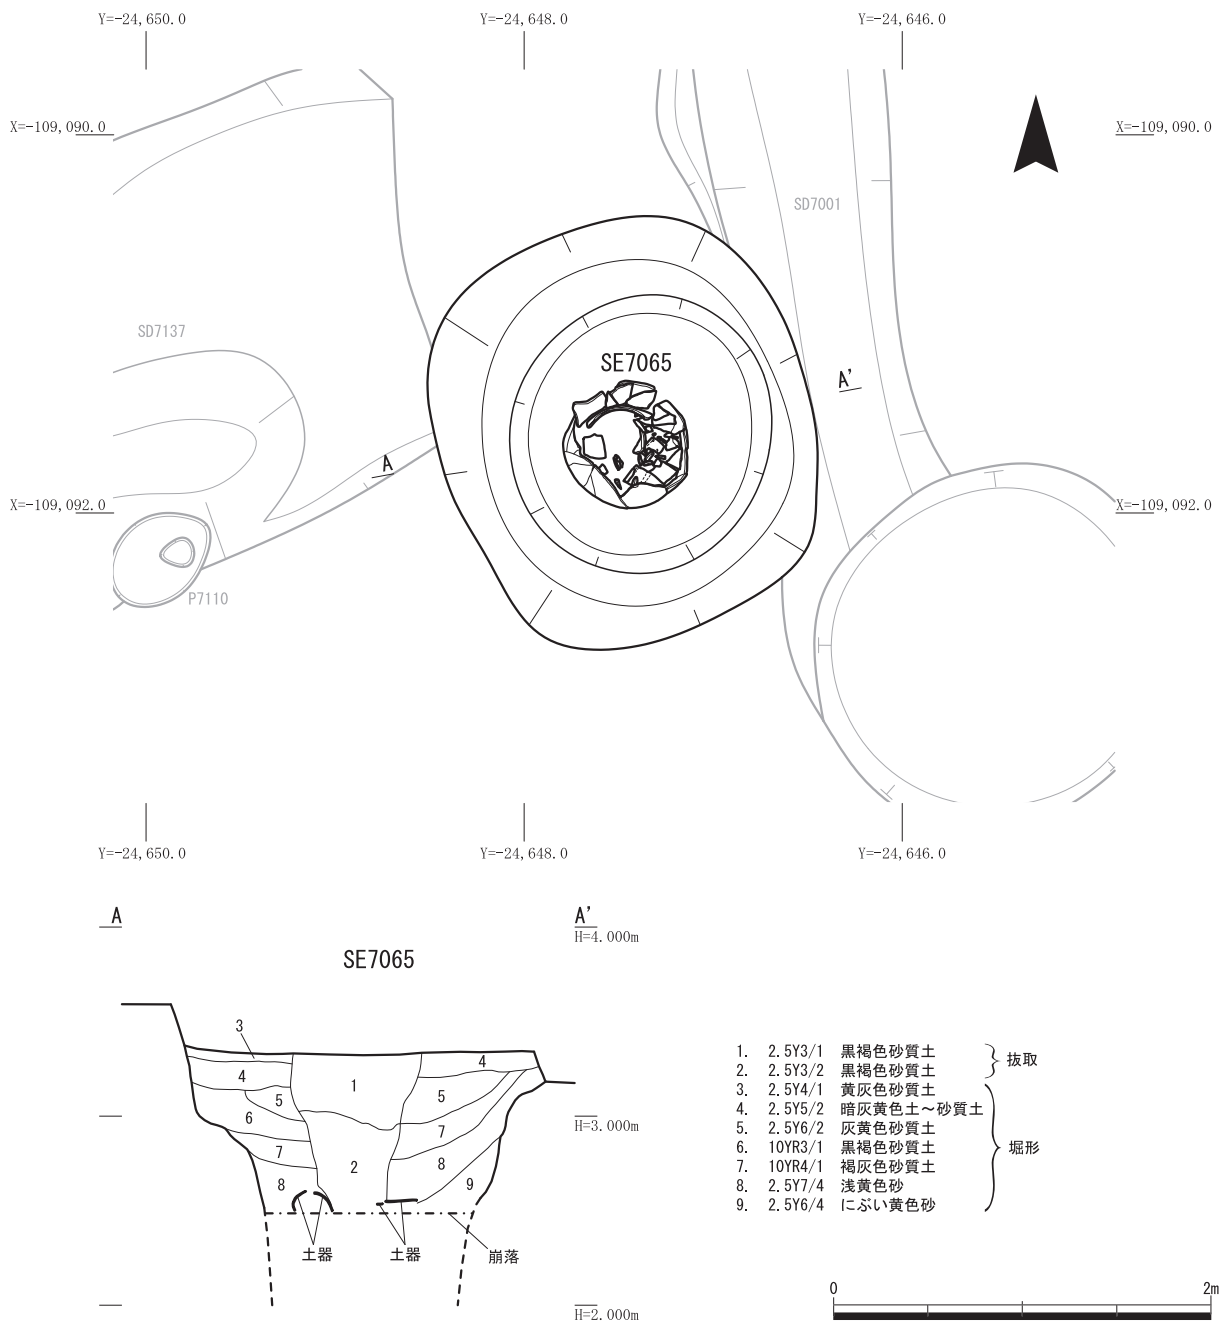 Y=-24,650.0
Y=-24,648.0
Y=-24,646.0
X=-109,090.0
X=-109,090.0
SD7001
SD7137
SE7065
A'
A
X=-109,092.0
X=-109,092.0
P7110
Y=-24,650.0
Y=-24,648.0
Y=-24,646.0
A
A'
H=4.000m
SE7065
3
4
4
1
5
5
6
7
7
2
8
8
9
土器
土器
崩落
H=3.000m
H=2.000m
1. 2.5Y3/1 黒褐色砂質土
2. 2.5Y3/2 黒褐色砂質土
抜取
3. 2.5Y4/1 黄灰色砂質土
4. 2.5Y5/2 暗灰黄色土～砂質土
5. 2.5Y6/2 灰黄色砂質土
6. 10YR3/1 黒褐色砂質土
7. 10YR4/1 褐灰色砂質土
8. 2.5Y7/4 浅黄色砂
9. 2.5Y6/4 にぶい黄色砂
堀形
0
2m